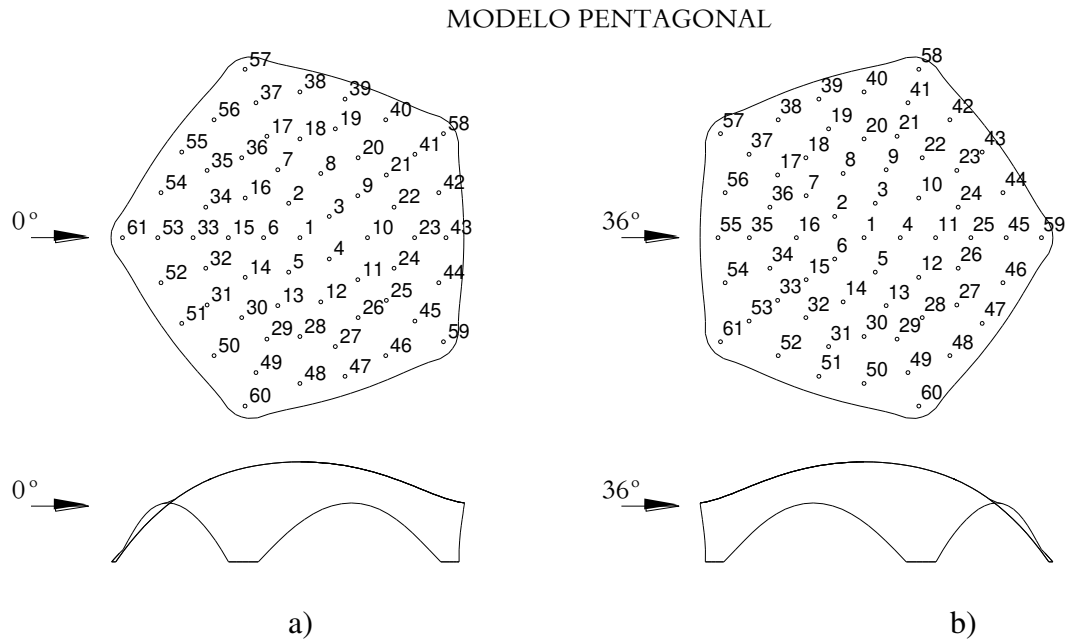 MODELO PENTAGONAL
57 58
37 38 39 39 40 41
56 40 38 42
19 58 57 19
17 18 20 21
55 36 20 37 18 22 43
35 7 41 17 8 9 23
8 21
54 16 9 42 56 36 7 10 44
34 2 22 3 24
3 2
0° 61 53 33 15 6 1 10 23 43 36° 55 35 16 1 4 11 25 45 59
4 6
32 5 24 34 5 26
52 14 11 44 54 15 12 46
31 13 12 25 33 14 13 27
51 30 26 45 53 32 28 47
29 28 59 61 30 29
50 27 46 52 31 48
49 48 47 51 50 49
60 60
0° 36°
a) b)